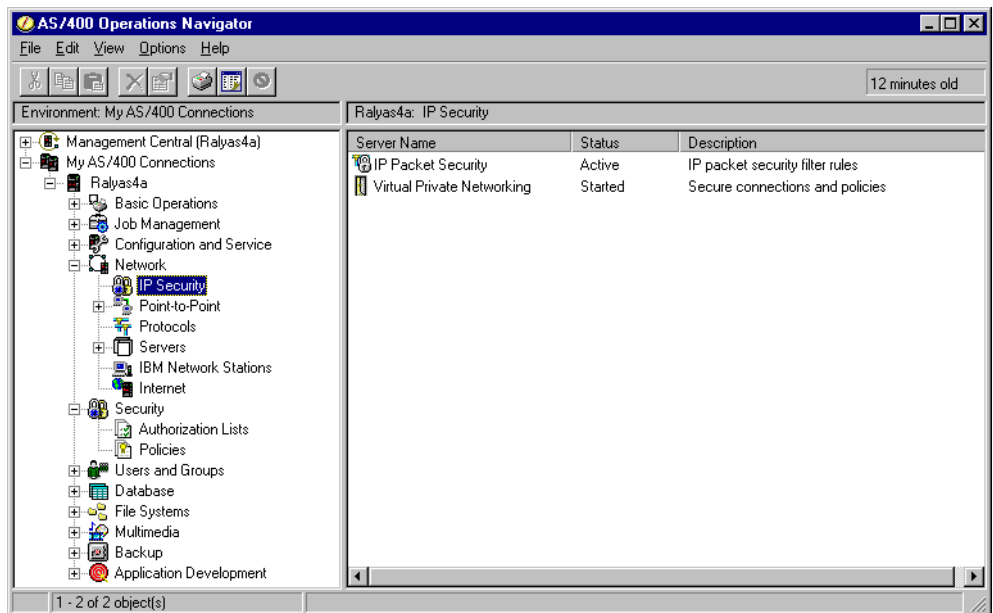 AS/400 Operations Navigator
File Edit View Options Help
12 minutes old
Environment: My AS/400 Connections
Ralyas4a: IP Security
Management Central (Ralyas4a)
My AS/400 Connections
Ralyas4a
Basic Operations
Job Management
Configuration and Service
Network
IP Security
Point-to-Point
Protocols
Servers
IBM Network Stations
Internet
Security
Authorization Lists
Policies
Users and Groups
Database
File Systems
Multimedia
Backup
Application Development
Server Name Status Description
IP Packet Security Active IP packet security filter rules
Virtual Private Networking Started Secure connections and policies
1 - 2 of 2 object(s)